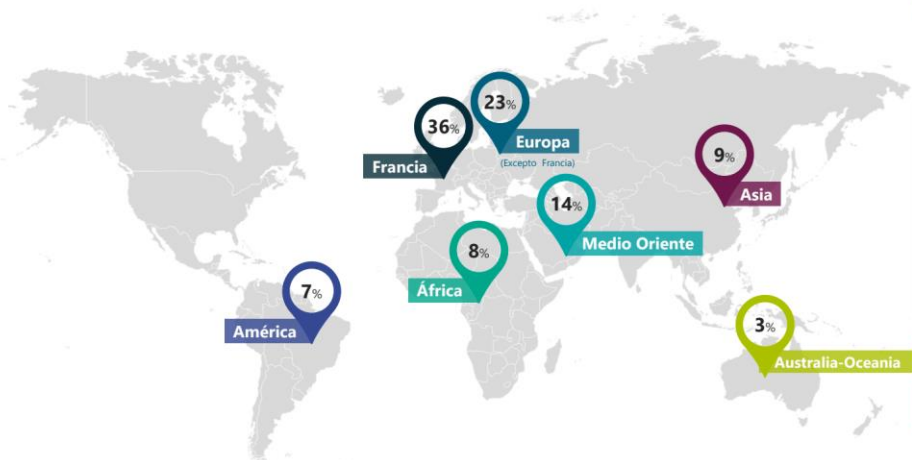 23%
Europa
(Excepto Francia)
36%
Francia
9%
Asia
14%
Medio Oriente
8%
África
7%
América
3%
Australia-Oceania